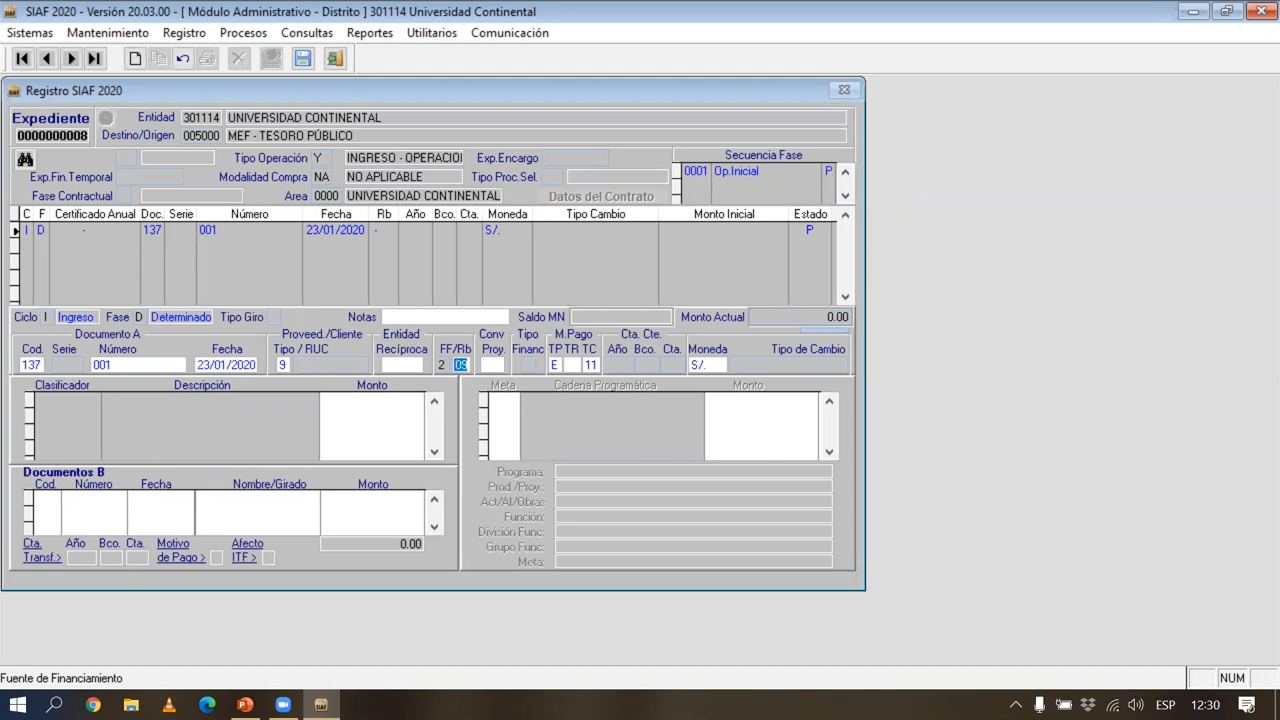 SIAF 2020 - Versión 20.03.00 - [ Módulo Administrativo - Distrito ] 301114 Universidad Continental
Sistemas Mantenimiento Registro Procesos Consultas Reportes Utilitarios Comunicación
Registro SIAF 2020
Expediente Entidad 301114 UNIVERSIDAD CONTINENTAL
0000000008 Destino/Origen 005000 MEF - TESORO PÚBLICO
Tipo Operación Y INGRESO - OPERACIOI Exp.Encargo Secuencia Fase
Exp.Fin.Temporal Modalidad Compra NA NO APLICABLE Tipo Proc.Sel. 0001 Op.Inicial P
Fase Contractual Area 0000 UNIVERSIDAD CONTINENTAL Datos del Contrato
C F Certificado Anual Doc. Serie Número Fecha Rb Año Bco. Cta. Moneda Tipo Cambio Monto Inicial Estado
I D - 137 001 23/01/2020 - S/. P
Ciclo I Ingreso Fase D Determinado Tipo Giro Notas Saldo MN Monto Actual 0.00
Documento A Proveed./Cliente Entidad Conv Tipo M.Pago Cta. Cte.
Cod. Serie Número Fecha Tipo / RUC Recíproca FF/Rb Proy. Financ TP TR TC Año Bco. Cta. Moneda Tipo de Cambio
137 001 23/01/2020 9 2 09 E 11 S/.
Clasificador Descripción Monto Meta Cadena Programática Monto
Documentos B
Cod. Número Fecha Nombre/Girado Monto
Cta. Año Bco. Cta. Motivo Afecto 0.00
Transf.> de Pago > ITF >
Programa:
Prod./Proy.:
Act/AI/Obra:
Función:
División Func:
Grupo Func:
Meta:
Fuente de Financiamiento NUM
ESP 12:30